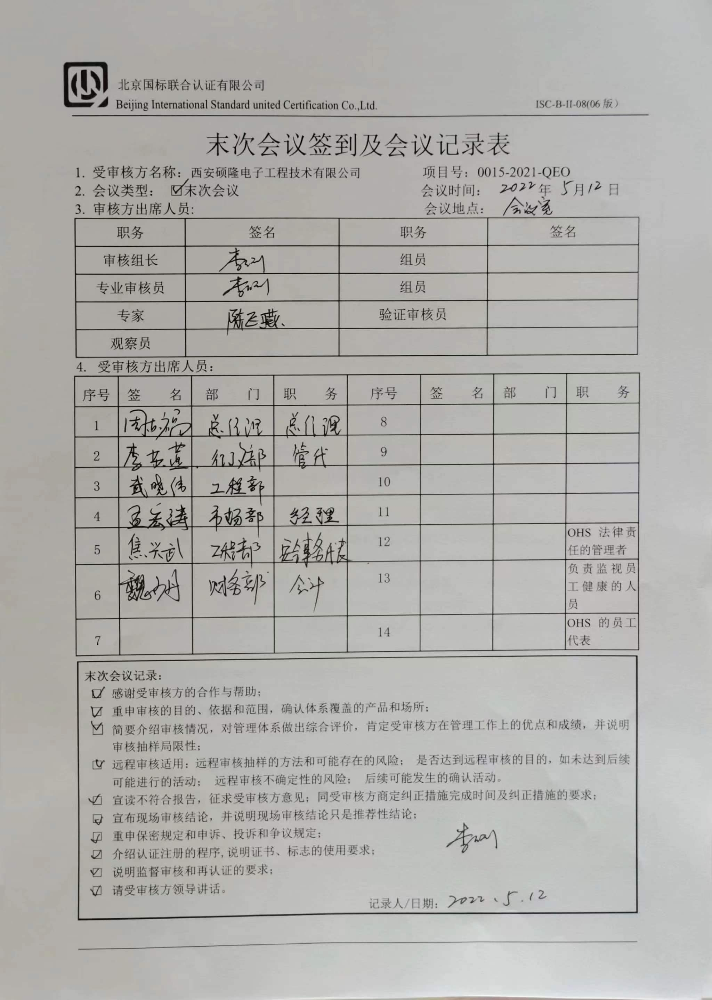 北京国标联合认证有限公司
Beijing International Standard united Certification Co.,Ltd.
ISC-B-II-08(06 版)
末次会议签到及会议记录表
1. 受审核方名称：西安硕隆电子工程技术有限公司 项目号：0015-2021-QEO
2. 会议类型： ☑末次会议 会议时间： 2022 年 5 月 12 日
3. 审核方出席人员: 会议地点： 会议室
职务 签名 职务 签名
审核组长 组员
专业审核员 组员
专家 验证审核员
观察员
4. 受审核方出席人员：
序号 签 名 部 门 职 务 序号 签 名 部 门 职 务
1 总经理 总经理 8
2 行政部 管代 9
3 武晓伟 工程部 10
4 孟宏涛 市场部 经理 11
5 焦兴武 工程部 安全事务代表 12 OHS 法律责
任的管理者
6 财务部 会计 13 负责监视员
工健康的人
员
7 14 OHS 的员工
代表
末次会议记录：
☑ 感谢受审核方的合作与帮助；
☑ 重申审核的目的、依据和范围，确认体系覆盖的产品和场所；
☑ 简要介绍审核情况，对管理体系做出综合评价，肯定受审核方在管理工作上的优点和成绩，并说明
审核抽样局限性；
☑ 远程审核适用：远程审核抽样的方法和可能存在的风险； 是否达到远程审核的目的，如未达到后续
可能进行的活动； 远程审核不确定性的风险； 后续可能发生的确认活动。
☑ 宣读不符合报告，征求受审核方意见；同受审核方商定纠正措施完成时间及纠正措施的要求；
☑ 宣布现场审核结论，并说明现场审核结论只是推荐性结论；
☑ 重申保密规定和申诉、投诉和争议规定；
☑ 介绍认证注册的程序,说明证书、标志的使用要求；
☑ 说明监督审核和再认证的要求；
☑ 请受审核方领导讲话。
记录人/日期： 2022、5.12